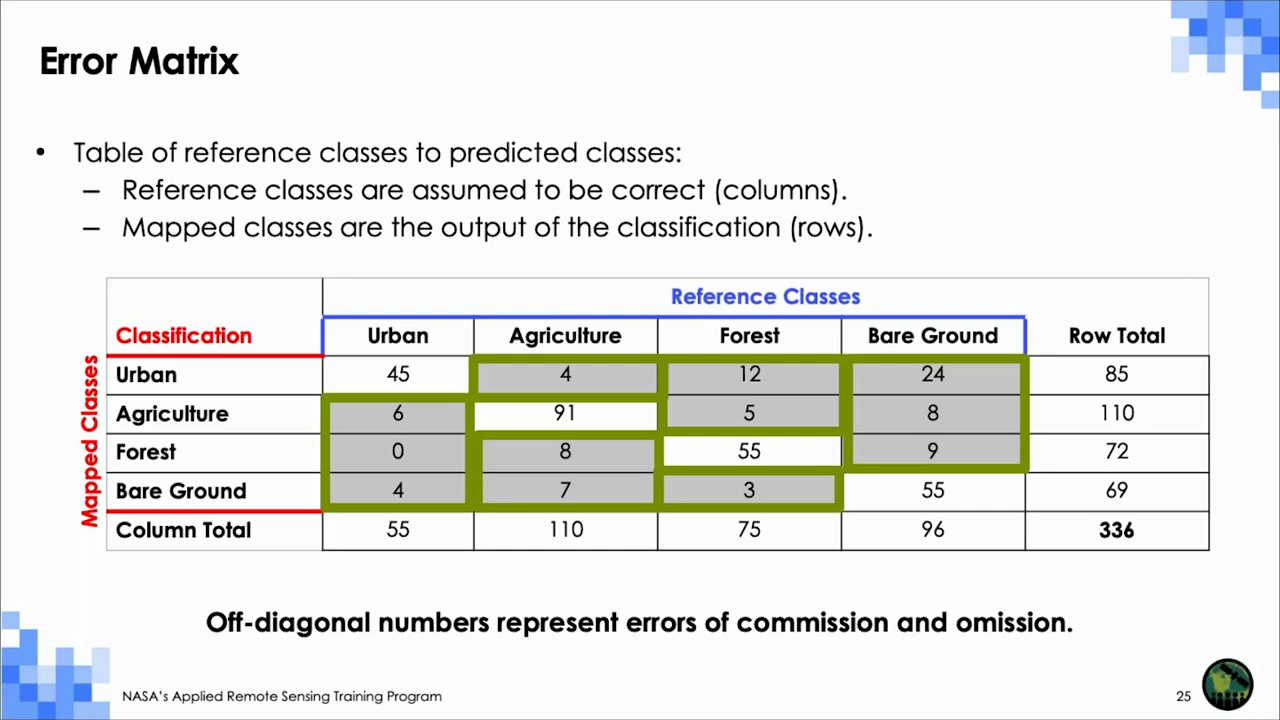 Error Matrix
• Table of reference classes to predicted classes:
– Reference classes are assumed to be correct (columns).
– Mapped classes are the output of the classification (rows).
Reference Classes
Classification Urban Agriculture Forest Bare Ground Row Total
Mapped Classes
Urban 45 4 12 24 85
Agriculture 6 91 5 8 110
Forest 0 8 55 9 72
Bare Ground 4 7 3 55 69
Column Total 55 110 75 96 336
Off-diagonal numbers represent errors of commission and omission.
NASA's Applied Remote Sensing Training Program
25